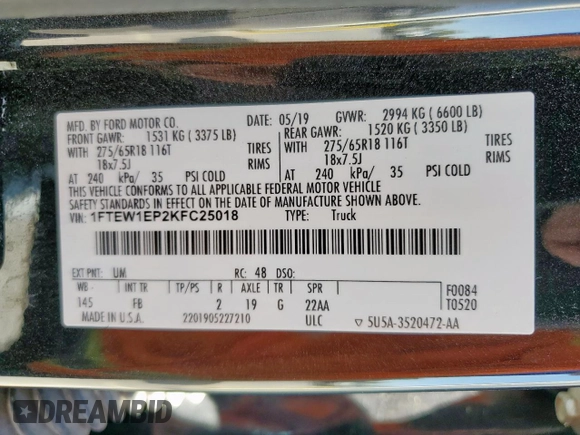 MFD. BY FORD MOTOR CO. DATE: 05/19 GVWR: 2994 KG ( 6600 LB)
FRONT GAWR: 1531 KG ( 3375 LB) REAR GAWR: 1520 KG ( 3350 LB)
WITH 275/65R18 116T TIRES WITH 275/65R18 116T TIRES
18x7.5J RIMS 18x7.5J RIMS
AT 240 kPa/ 35 PSI COLD AT 240 kPa/ 35 PSI COLD
THIS VEHICLE CONFORMS TO ALL APPLICABLE FEDERAL MOTOR VEHICLE
SAFETY STANDARDS IN EFFECT ON THE DATE OF MANUFACTURE SHOWN ABOVE.
VIN: 1FTEW1EP2KFC25018 TYPE: Truck
EXT PNT: UM RC: 48 DSO:
WB INT TR TP/PS R AXLE TR SPR F0084
145 FB 2 19 G 22AA T0520
MADE IN U.S.A. 2201905227210 ULC ▽ 5U5A-3520472-AA
DREAMBID